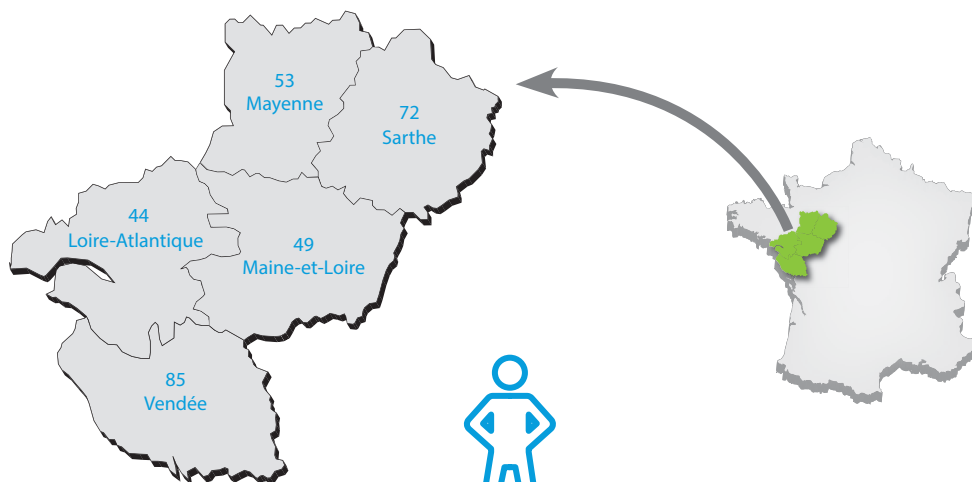 53
Mayenne
72
Sarthe
44
Loire-Atlantique
49
Maine-et-Loire
85
Vendée